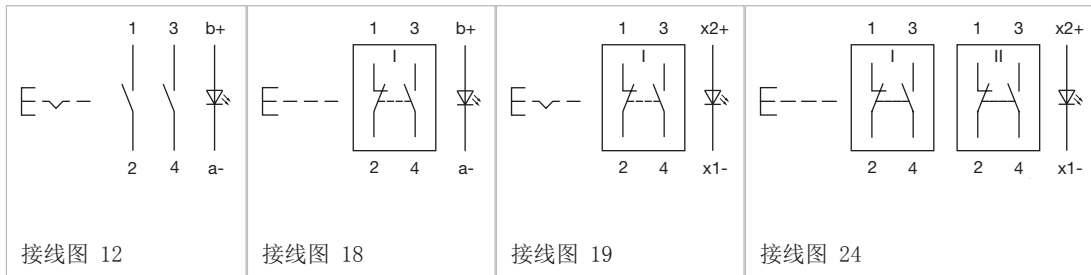 1 3 b+
2 4 a-
接线图 12
1 3 b+
I
2 4 a-
接线图 18
1 3 x2+
I
2 4 x1-
接线图 19
1 3 1 3 x2+
I II
2 4 2 4 x1-
接线图 24